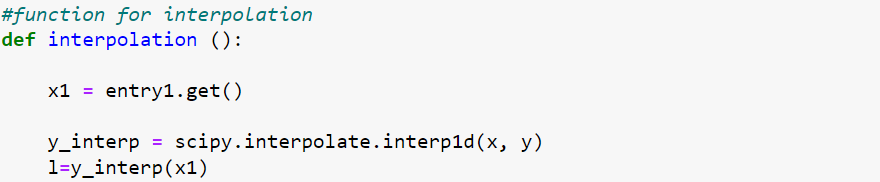 #function for interpolation
def interpolation ():
x1 = entry1.get()
y_interp = scipy.interpolate.interp1d(x, y)
l=y_interp(x1)